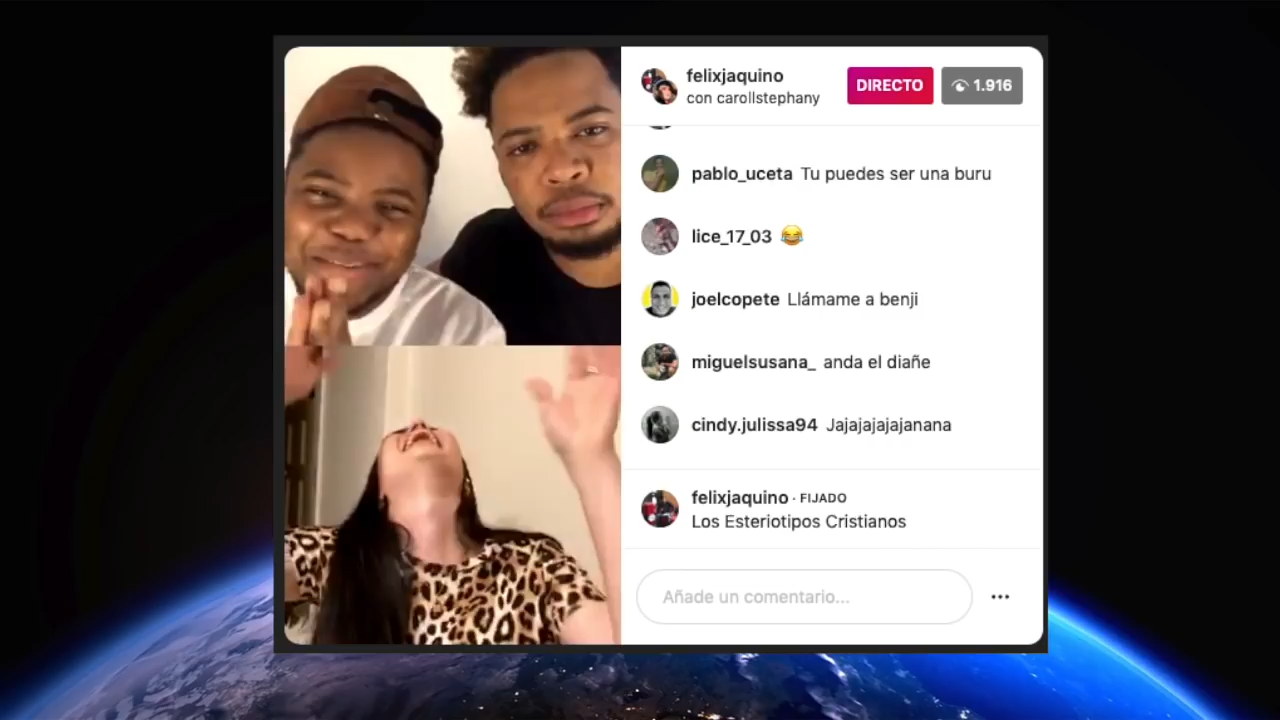 felixjaquino
con carollstephany
DIRECTO
1.916
pablo_uceta Tu puedes ser una buru
lice_17_03 😂
joelcopete Llámame a benji
miguelsusana_ anda el diañe
cindy.julissa94 Jajajajajajanana
felixjaquino · FIJADO
Los Esteriotipos Cristianos
Añade un comentario...